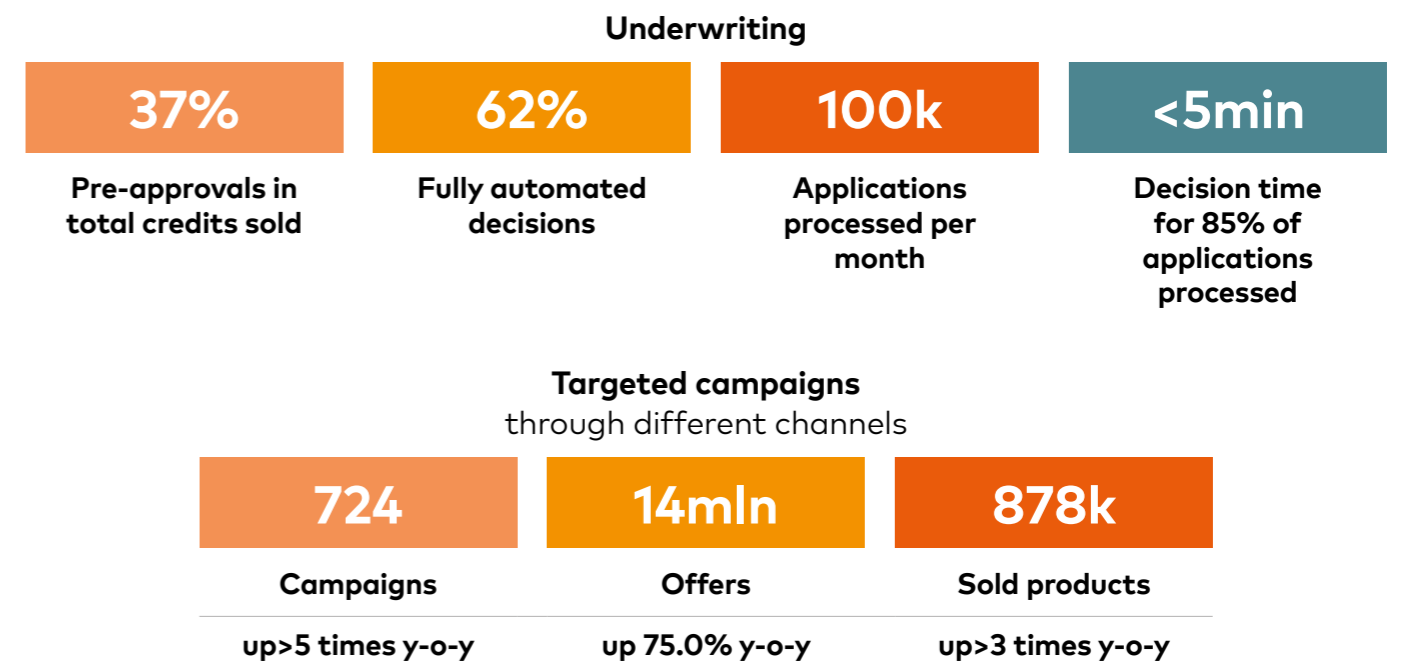 Underwriting
37%
62%
100k
<5min
Pre-approvals in
total credits sold
Fully automated
decisions
Applications
processed per
month
Decision time
for 85% of
applications
processed
Targeted campaigns
through different channels
724
14mln
878k
Campaigns
Offers
Sold products
up>5 times y-o-y
up 75.0% y-o-y
up>3 times y-o-y